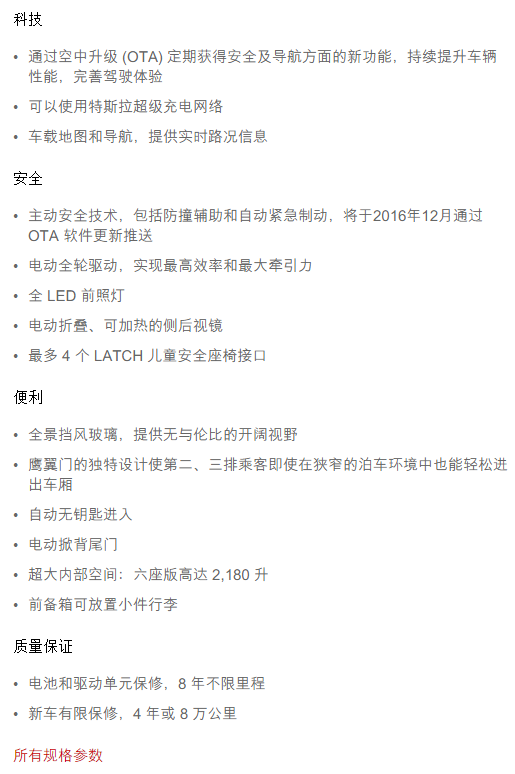 科技
• 通过空中升级 (OTA) 定期获得安全及导航方面的新功能，持续提升车辆
性能，完善驾驶体验
• 可以使用特斯拉超级充电网络
• 车载地图和导航，提供实时路况信息
安全
• 主动安全技术，包括防撞辅助和自动紧急制动，将于2016年12月通过
OTA 软件更新推送
• 电动全轮驱动，实现最高效率和最大牵引力
• 全 LED 前照灯
• 电动折叠、可加热的侧后视镜
• 最多 4 个 LATCH 儿童安全座椅接口
便利
• 全景挡风玻璃，提供无与伦比的开阔视野
• 鹰翼门的独特设计使第二、三排乘客即使在狭窄的泊车环境中也能轻松进
出车厢
• 自动无钥匙进入
• 电动掀背尾门
• 超大内部空间：六座版高达 2,180 升
• 前备箱可放置小件行李
质量保证
• 电池和驱动单元保修，8 年不限里程
• 新车有限保修，4 年或 8 万公里
所有规格参数